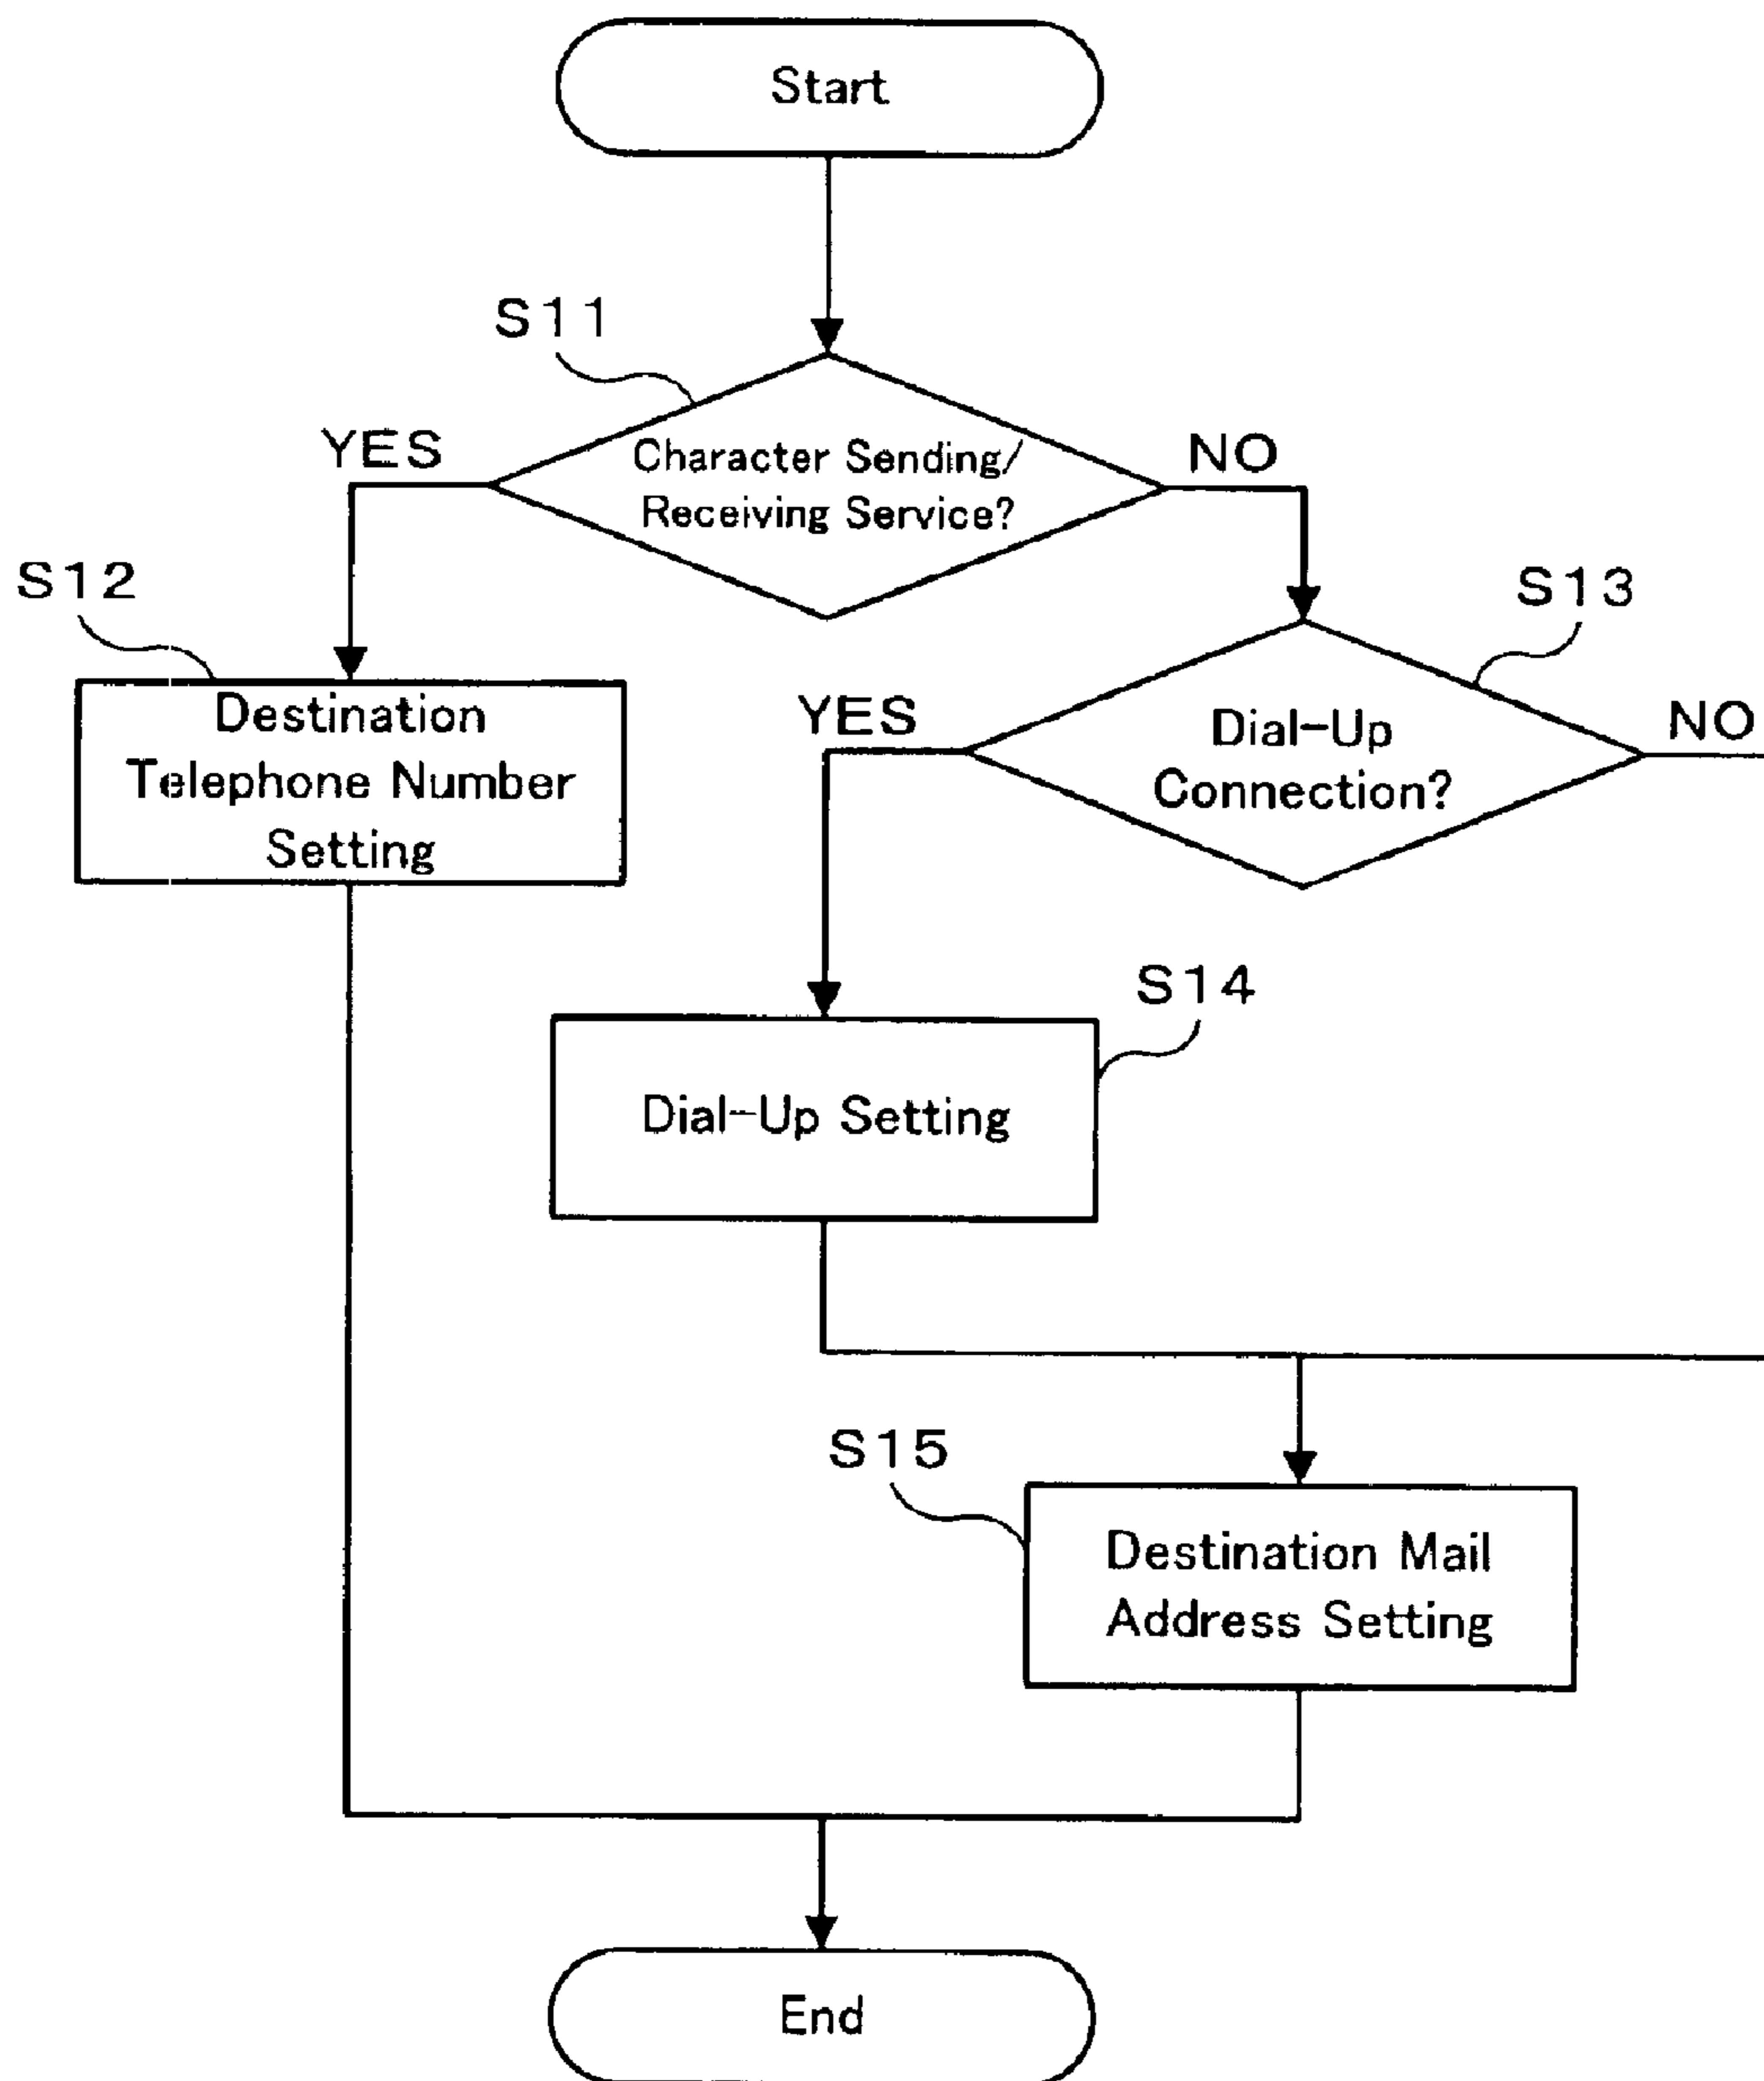 Start
S11
YES
Character Sending/
Receiving Service?
NO
S12
Destination
Telephone Number
Setting
S13
YES
Dial-Up
Connection?
NO
S14
Dial-Up Setting
S15
Destination Mail
Address Setting
End